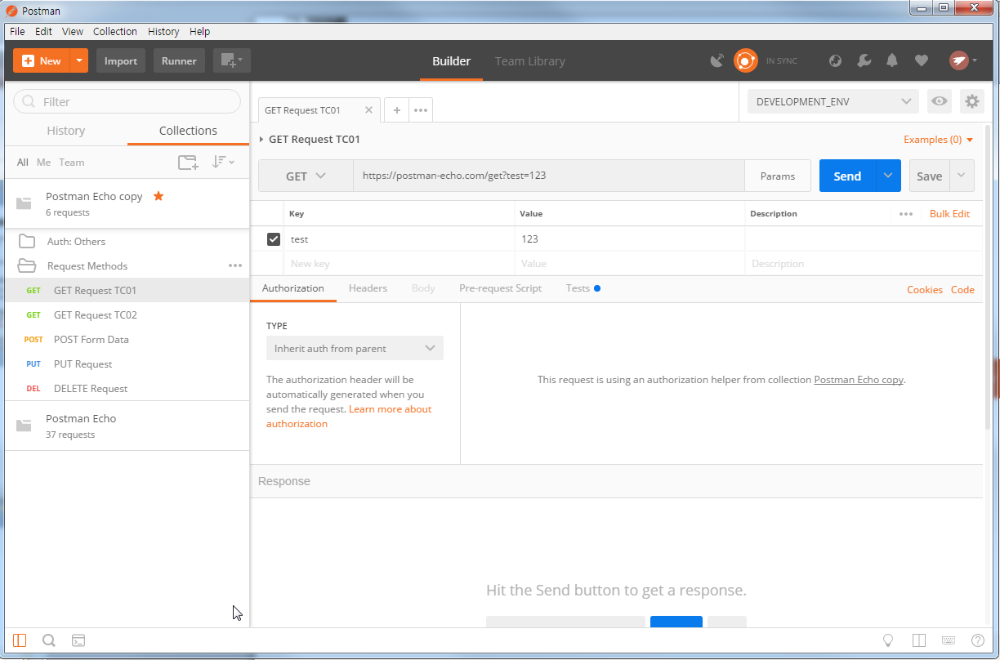 Postman
File Edit View Collection History Help
New Import Runner Builder Team Library IN SYNC
Filter
History Collections
All Me Team
Postman Echo copy
6 requests
Auth: Others
Request Methods
GET GET Request TC01
GET GET Request TC02
POST POST Form Data
PUT PUT Request
DEL DELETE Request
Postman Echo
37 requests
GET Request TC01
DEVELOPMENT_ENV
GET Request TC01
Examples (0)
GET https://postman-echo.com/get?test=123 Params Send Save
Key Value Description Bulk Edit
test 123
New key Value Description
Authorization Headers Body Pre-request Script Tests Cookies Code
TYPE
Inherit auth from parent
The authorization header will be
automatically generated when you
send the request. Learn more about
authorization
This request is using an authorization helper from collection Postman Echo copy.
Response
Hit the Send button to get a response.